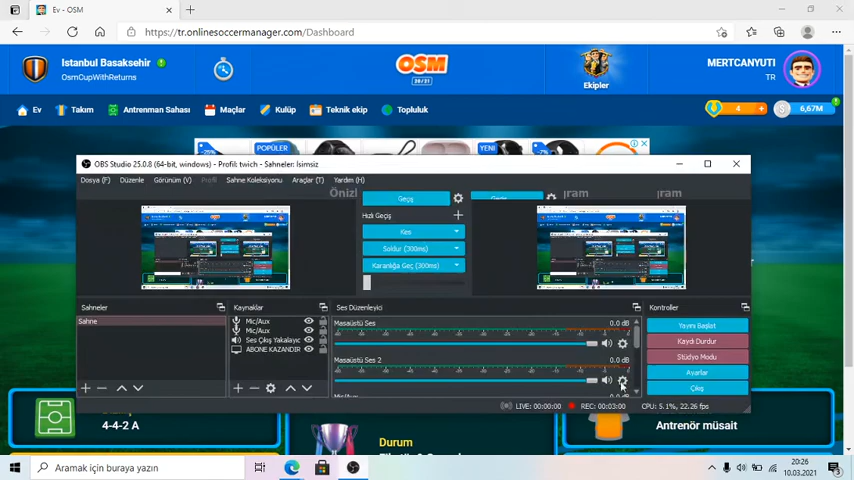 Ev - OSM
https://tr.onlinesoccermanager.com/Dashboard
Istanbul Basaksehir
OsmCupWithReturns
OSM
20/21
Ekipler
MERTCANYUTI
TR
Ev
Takım
Antrenman Sahası
Maçlar
Kulüp
Teknik ekip
Topluluk
4
6,67M
POPÜLER
YENİ
OBS Studio 25.0.8 (64-bit, windows) - Profil: twich - Sahneler: İsimsiz
Dosya (F)
Düzenle
Görünüm (V)
Profil
Sahne Koleksiyonu
Araçlar (T)
Yardım (H)
Önizl
Geçiş
ram
ram
Hızlı Geçiş
Kes
Soldur (300ms)
Karanlığa Geç (300ms)
Sahneler
Kaynaklar
Ses Düzenleyici
Kontroller
Sahne
Mic/Aux
Mic/Aux
Ses Çıkış Yakalayıc
ABONE KAZANDIR
Masaüstü Ses
0.0 dB
Masaüstü Ses 2
0.0 dB
Yayını Başlat
Kaydı Durdur
Stüdyo Modu
Ayarlar
Çıkış
LIVE: 00:00:00
REC: 00:03:00
CPU: 5.1%, 22.26 fps
4-4-2 A
Durum
Antrenör müsait
Aramak için buraya yazın
20:26
10.03.2021
3